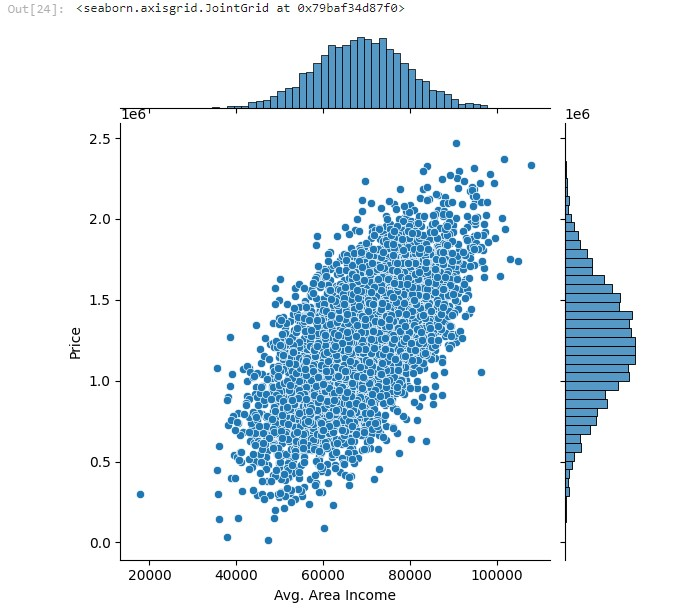 Out[24]: <seaborn.axisgrid.JointGrid at 0x79baf34d87f0>
1e6
1e6
2.5
2.0
1.5
Price
1.0
0.5
0.0
20000 40000 60000 80000 100000
Avg. Area Income